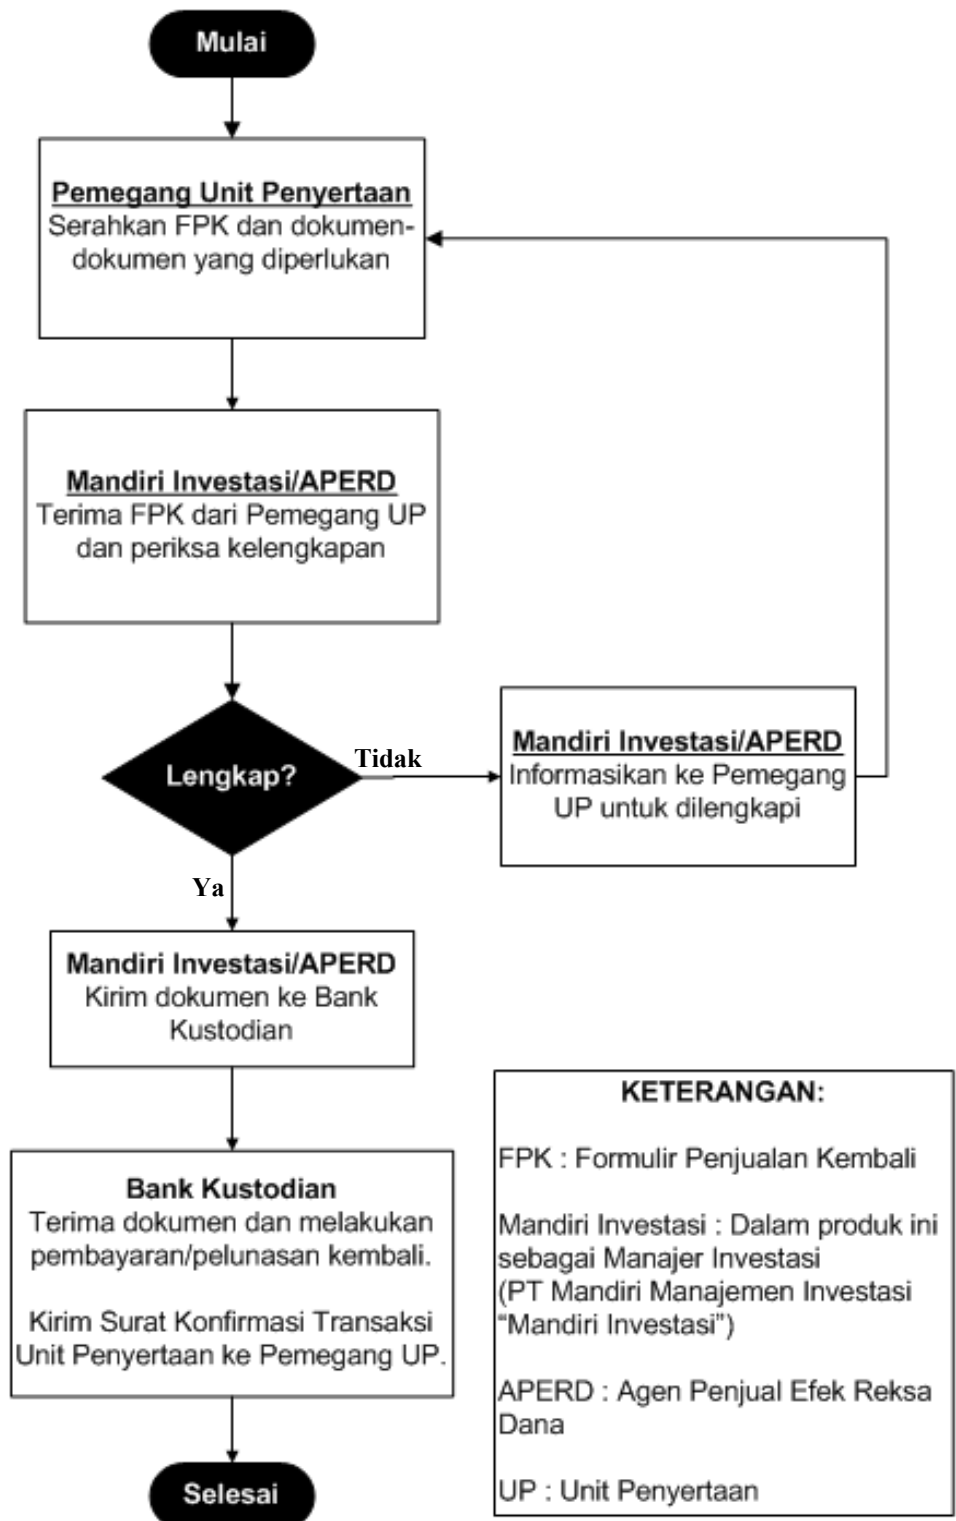 Mulai
Pemegang Unit Penyertaan
Serahkan FPK dan dokumen-
dokumen yang diperlukan
Mandiri Investasi/APERD
Terima FPK dari Pemegang UP
dan periksa kelengkapan
Lengkap?
Tidak
Mandiri Investasi/APERD
Informasikan ke Pemegang
UP untuk dilengkapi
Ya
Mandiri Investasi/APERD
Kirim dokumen ke Bank
Kustodian
Bank Kustodian
Terima dokumen dan melakukan
pembayaran/pelunasan kembali.
Kirim Surat Konfirmasi Transaksi
Unit Penyertaan ke Pemegang UP.
Selesai
KETERANGAN:
FPK : Formulir Penjualan Kembali
Mandiri Investasi : Dalam produk ini
sebagai Manajer Investasi
(PT Mandiri Manajemen Investasi
“Mandiri Investasi”)
APERD : Agen Penjual Efek Reksa
Dana
UP : Unit Penyertaan